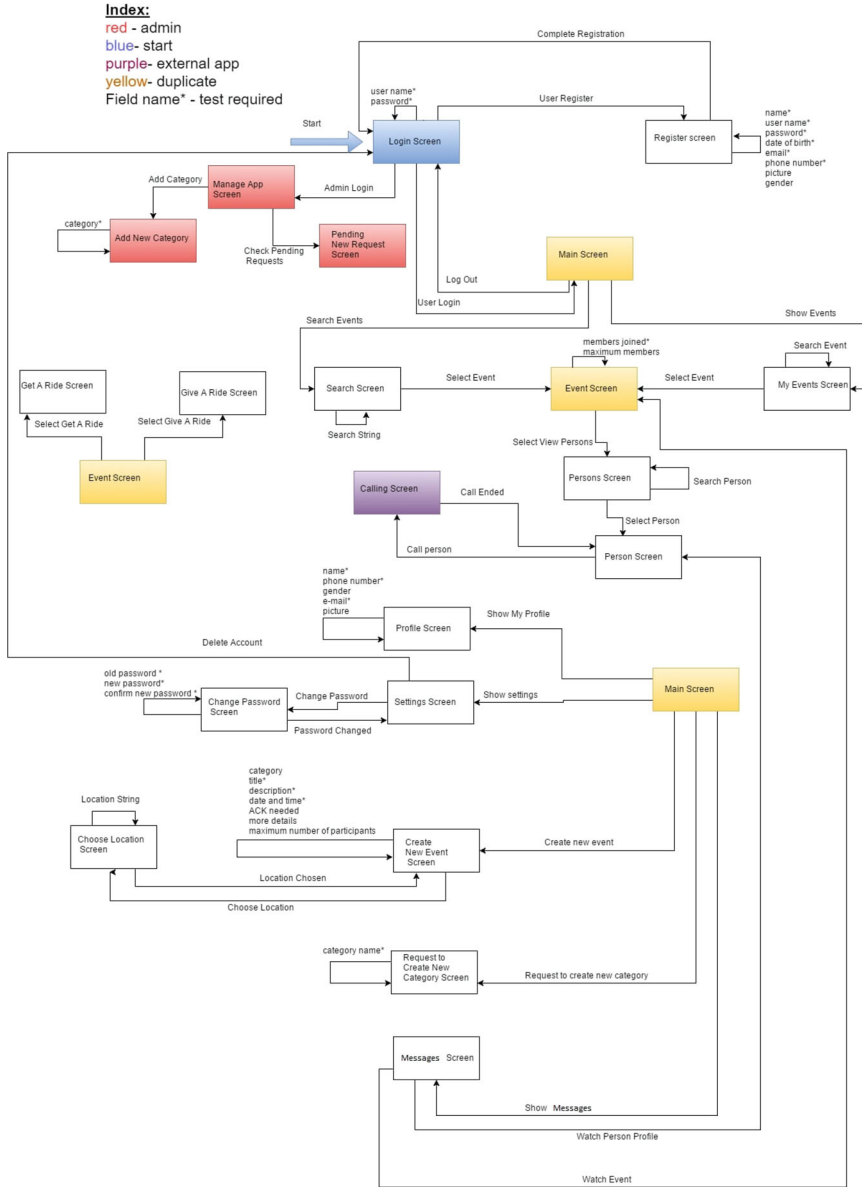 Index:
red - admin
blue- start
purple- external app
yellow- duplicate
Field name* - test required
Complete Registration
user name*
password*
User Register
Start
Login Screen
Register screen
name*
user name*
password*
date of birth*
email*
phone number*
picture
gender
Add Category
Manage App
Screen
Admin Login
category*
Add New Category
Check Pending
Requests
Pending
New Request
Screen
Main Screen
Log Out
User Login
Search Events
Show Events
members joined*
maximum members
Search Event
Get A Ride Screen
Give A Ride Screen
Search Screen
Select Event
Event Screen
Select Event
My Events Screen
Select Get A Ride
Select Give A Ride
Search String
Select View Persons
Event Screen
Calling Screen
Call Ended
Persons Screen
Search Person
Select Person
Call person
Person Screen
name*
phone number*
gender
e-mail*
picture
Profile Screen
Show My Profile
Delete Account
old password *
new password*
confirm new password *
Change Password
Screen
Change Password
Password Changed
Settings Screen
Show settings
Main Screen
category
title*
description*
date and time*
ACK needed
more details
maximum number of participants
Location String
Choose Location
Screen
Create
New Event
Screen
Create new event
Location Chosen
Choose Location
category name*
Request to
Create New
Category Screen
Request to create new category
Messages Screen
Show Messages
Watch Person Profile
Watch Event